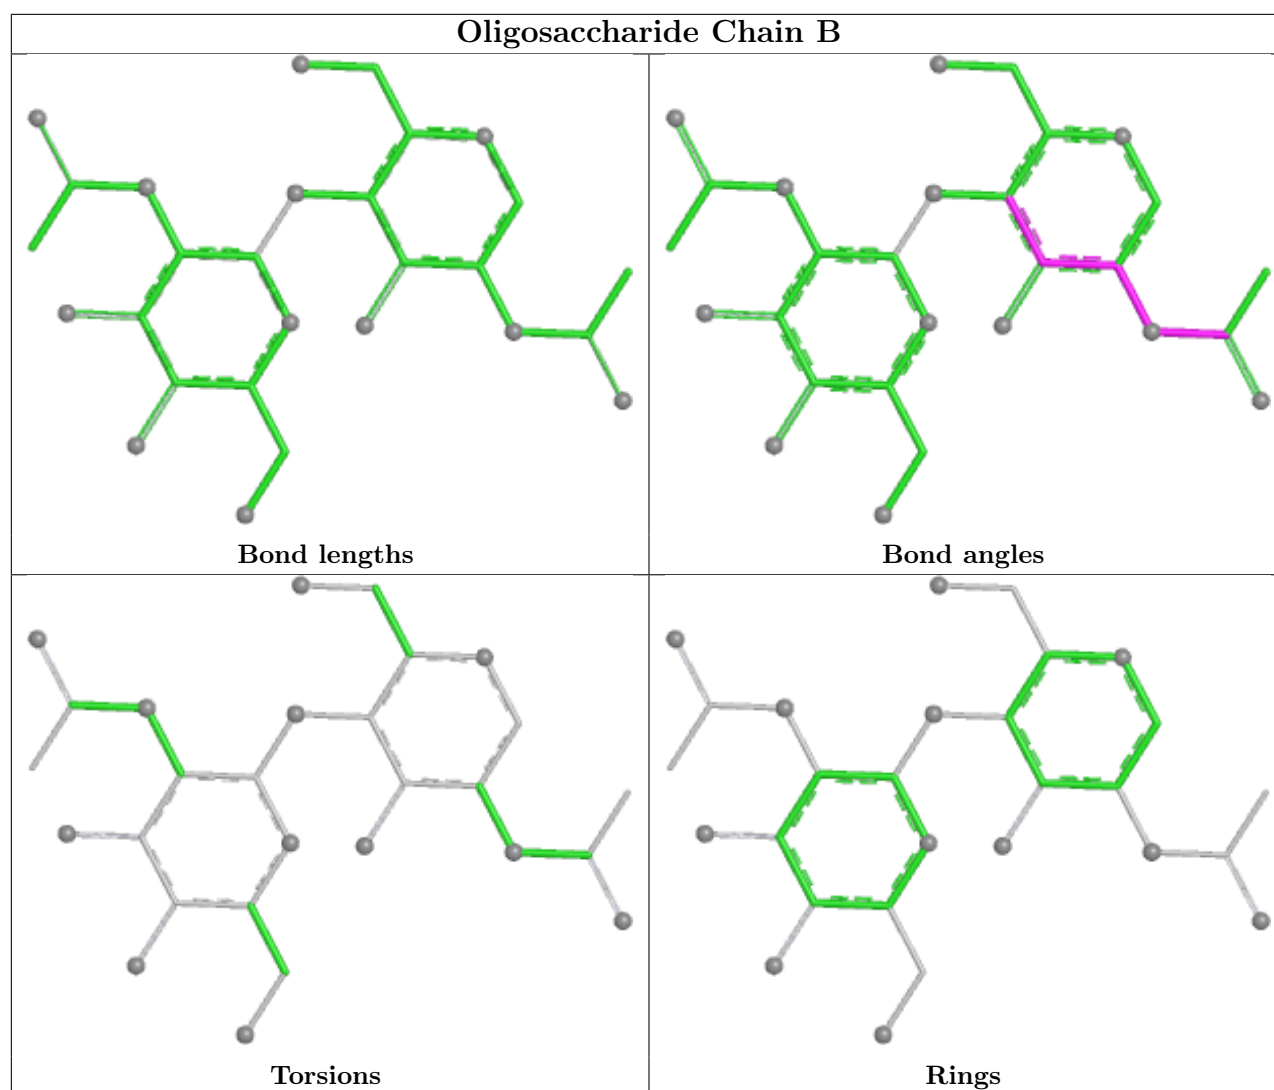 Oligosaccharide Chain B
Bond lengths
Bond angles
Torsions
Rings